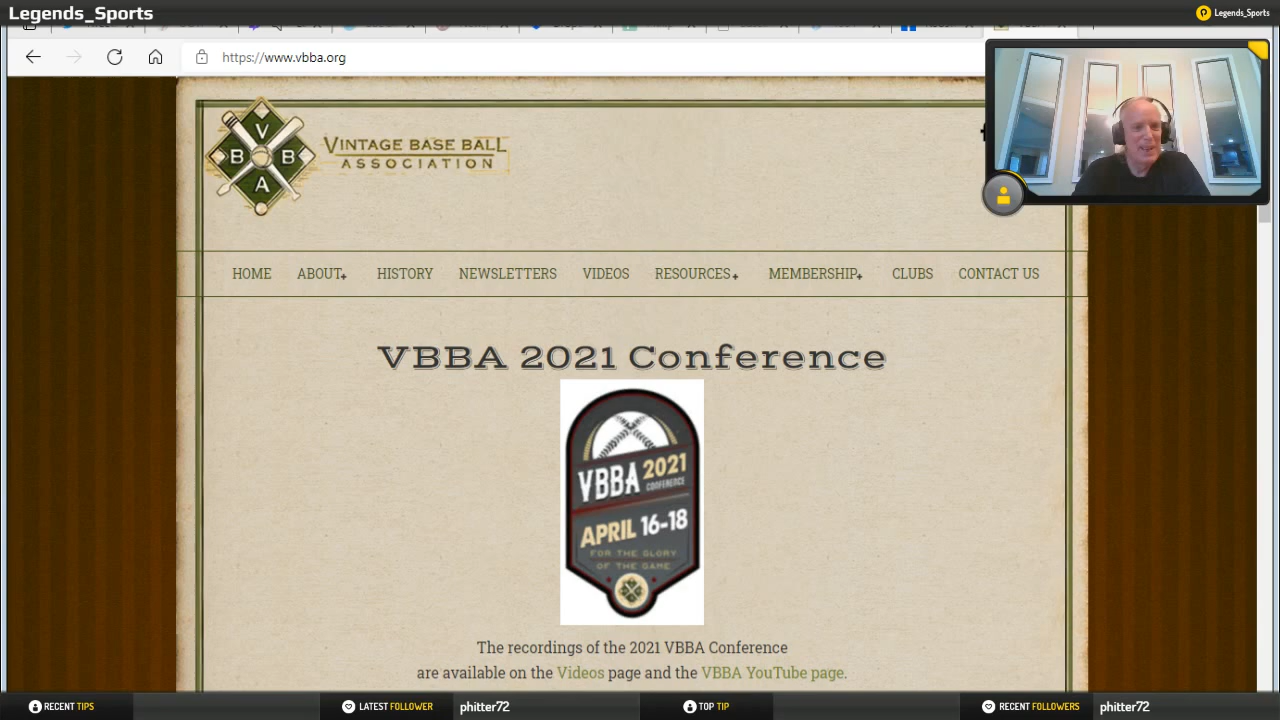 Legends_Sports
Legends_Sports
https://www.vbba.org
V
B B
A
VINTAGE BASE BALL
ASSOCIATION
HOME ABOUT+ HISTORY NEWSLETTERS VIDEOS RESOURCES+ MEMBERSHIP+ CLUBS CONTACT US
VBBA 2021 Conference
VBBA 2021
CONFERENCE
APRIL 16-18
FOR THE GLORY
OF THE GAME
The recordings of the 2021 VBBA Conference
are available on the Videos page and the VBBA YouTube page.
RECENT TIPS LATEST FOLLOWER phitter72 TOP TIP RECENT FOLLOWERS phitter72